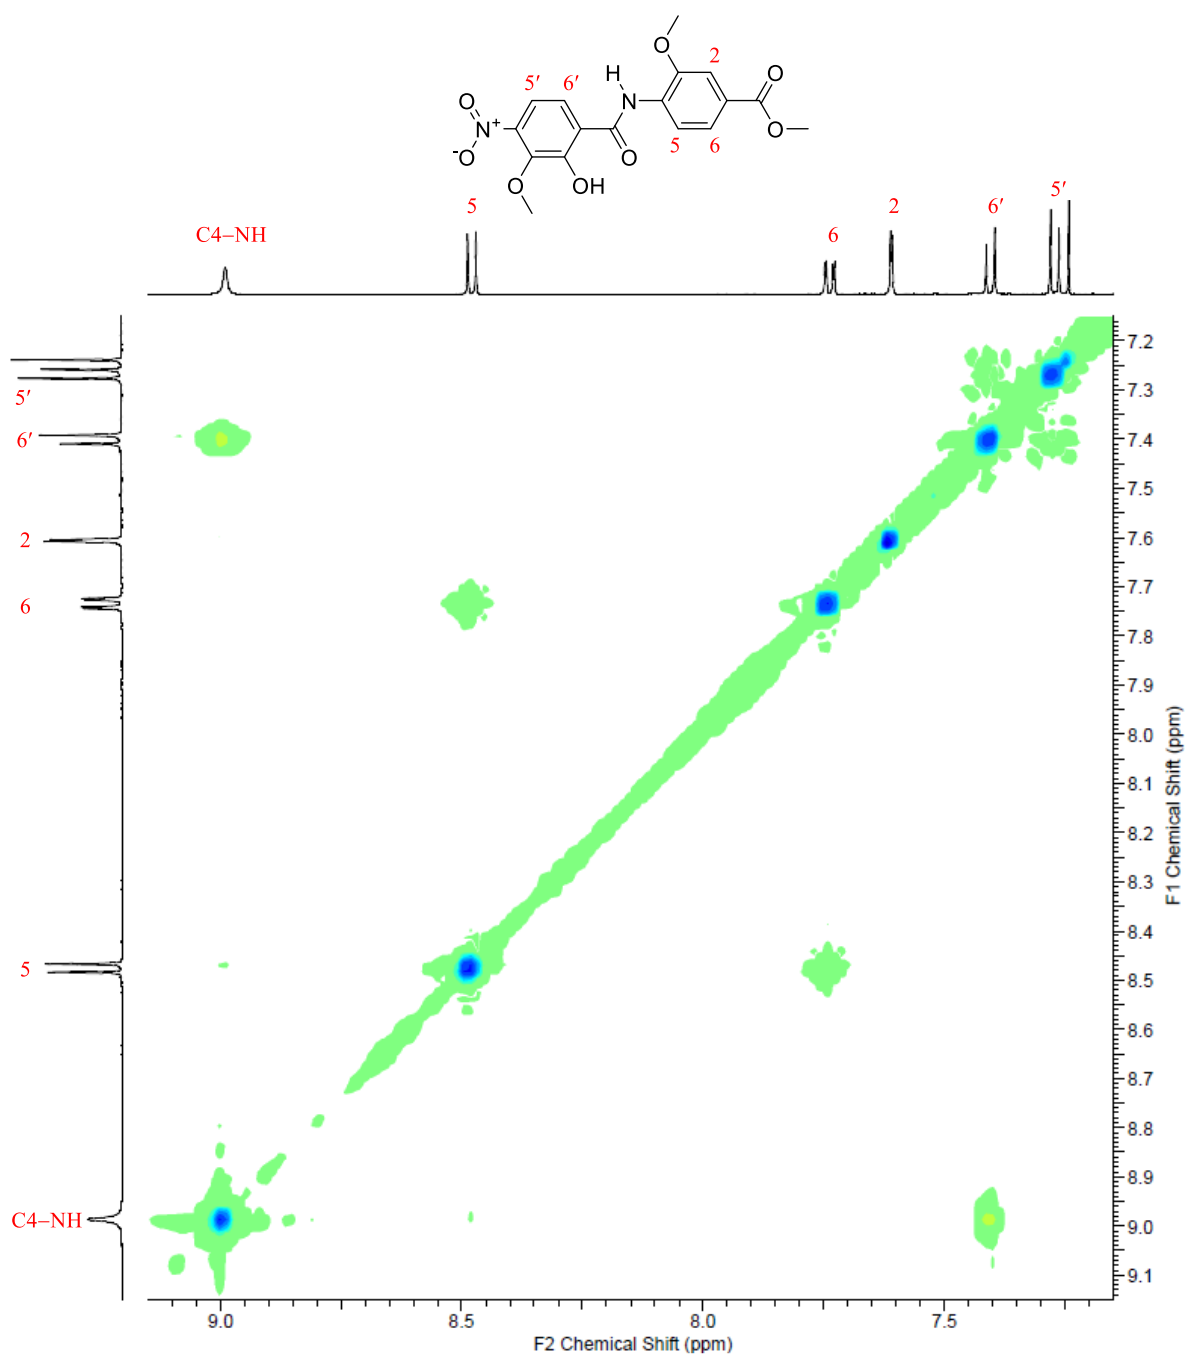 O
2
H
O
5′ 6′
O
N
N+
O
-O
O
5 6
O
OH
C4–NH
5
6
2
6′
5′
5′
6′
2
6
5
C4–NH
7.2
7.3
7.4
7.5
7.6
7.7
7.8
7.9
8.0
8.1
8.2
8.3
8.4
8.5
8.6
8.7
8.8
8.9
9.0
9.1
F1 Chemical Shift (ppm)
9.0 8.5 8.0 7.5
F2 Chemical Shift (ppm)